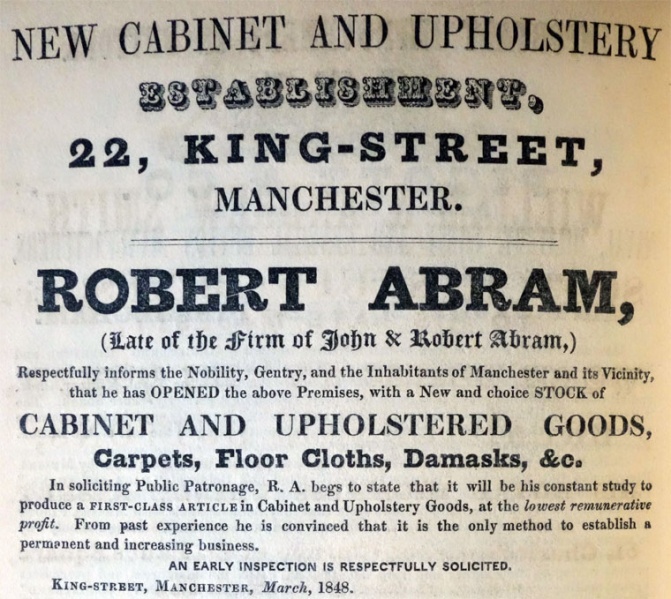 NEW CABINET AND UPHOLSTERY
ESTABLISHMENT,
22, KING-STREET,
MANCHESTER.
ROBERT ABRAM,
(Late of the Firm of John & Robert Abram,)
Respectfully informs the Nobility, Gentry, and the Inhabitants of Manchester and its Vicinity,
that he has OPENED the above Premises, with a New and choice STOCK of
CABINET AND UPHOLSTERED GOODS,
Carpets, Floor Cloths, Damasks, &c.
In soliciting Public Patronage, R. A. begs to state that it will be his constant study to
produce a FIRST-CLASS ARTICLE in Cabinet and Upholstery Goods, at the lowest remunerative
profit. From past experience he is convinced that it is the only method to establish a
permanent and increasing business.
AN EARLY INSPECTION IS RESPECTFULLY SOLICITED.
KING-STREET, MANCHESTER, March, 1848.